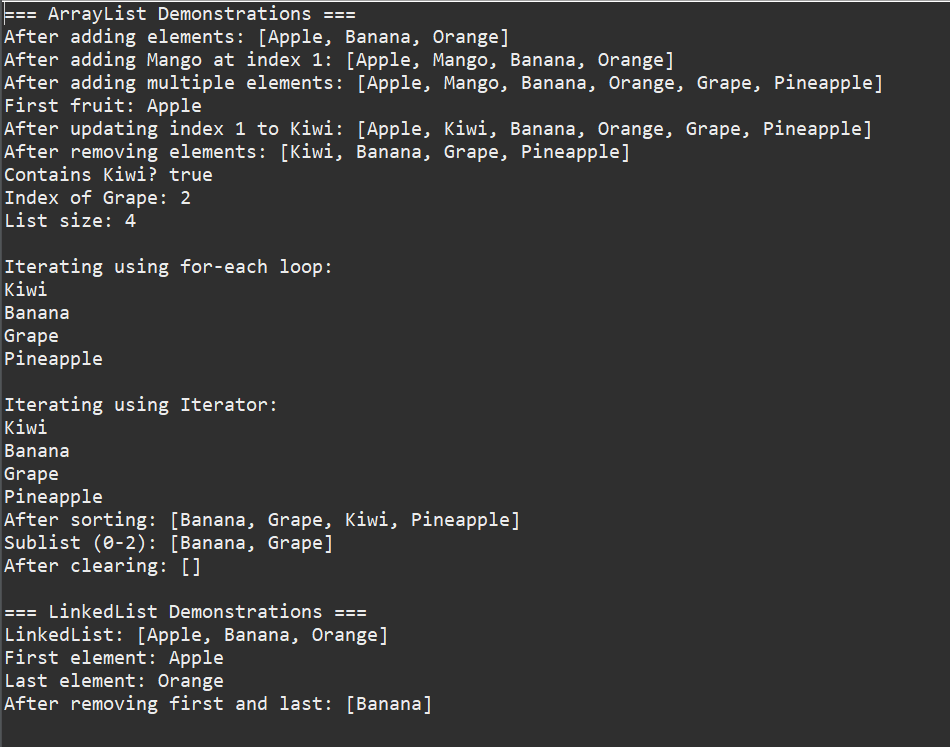 === ArrayList Demonstrations ===
After adding elements: [Apple, Banana, Orange]
After adding Mango at index 1: [Apple, Mango, Banana, Orange]
After adding multiple elements: [Apple, Mango, Banana, Orange, Grape, Pineapple]
First fruit: Apple
After updating index 1 to Kiwi: [Apple, Kiwi, Banana, Orange, Grape, Pineapple]
After removing elements: [Kiwi, Banana, Grape, Pineapple]
Contains Kiwi? true
Index of Grape: 2
List size: 4

Iterating using for-each loop:
Kiwi
Banana
Grape
Pineapple

Iterating using Iterator:
Kiwi
Banana
Grape
Pineapple
After sorting: [Banana, Grape, Kiwi, Pineapple]
Sublist (0-2): [Banana, Grape]
After clearing: []

=== LinkedList Demonstrations ===
LinkedList: [Apple, Banana, Orange]
First element: Apple
Last element: Orange
After removing first and last: [Banana]